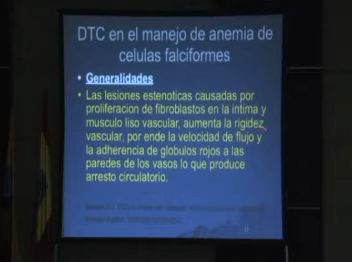 DTC en el manejo de anemia de
celulas falciformes
• Generalidades
• Las lesiones estenoticas causadas por
proliferacion de fibroblastos en la intima y
musculo liso vascular, aumenta la rigidez
vascular, por ende la velocidad de flujo y
la adherencia de globulos rojos a las
paredes de los vasos lo que produce
arresto circulatorio.